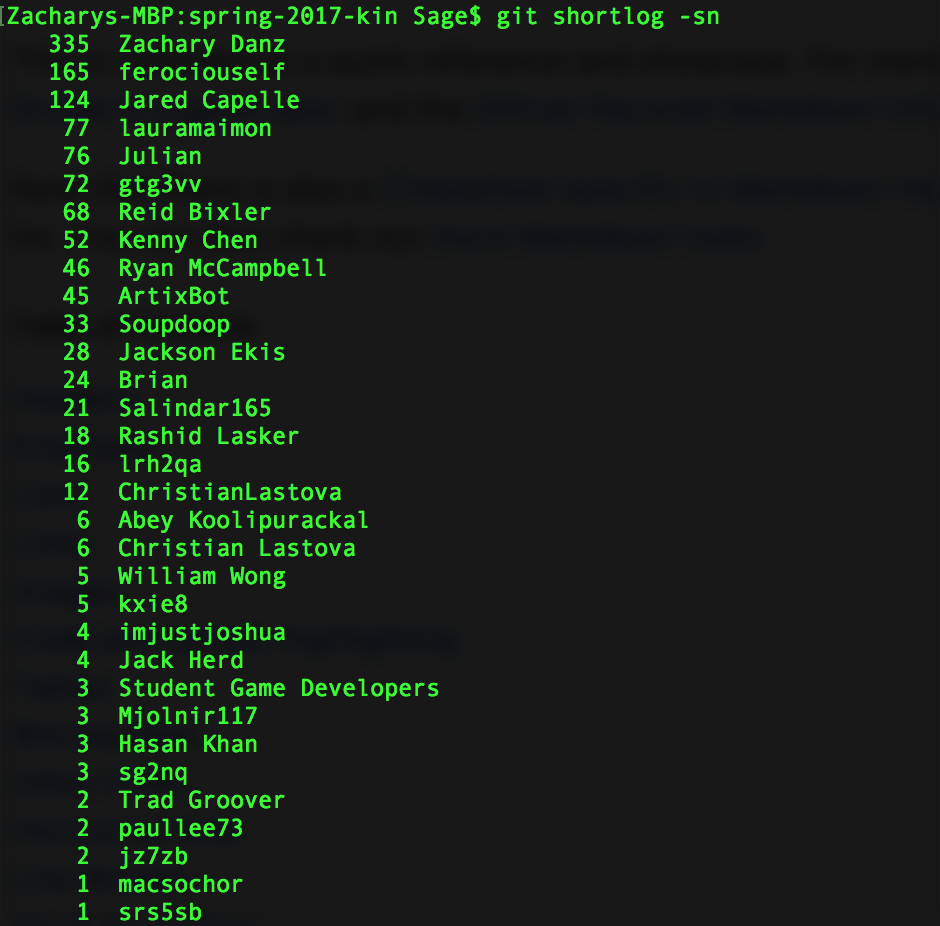 [Zacharys-MBP:spring-2017-kin Sage$ git shortlog -sn
335 Zachary Danz
165 ferociouself
124 Jared Capelle
77 lauramaimon
76 Julian
72 gtg3vv
68 Reid Bixler
52 Kenny Chen
46 Ryan McCampbell
45 ArtixBot
33 Soupdoop
28 Jackson Ekis
24 Brian
21 Salindar165
18 Rashid Lasker
16 lrh2qa
12 ChristianLastova
6 Abey Koolipurackal
6 Christian Lastova
5 William Wong
5 kxie8
4 imjustjoshua
4 Jack Herd
3 Student Game Developers
3 Mjolnir117
3 Hasan Khan
3 sg2nq
2 Trad Groover
2 paullee73
2 jz7zb
1 macsochor
1 srs5sb